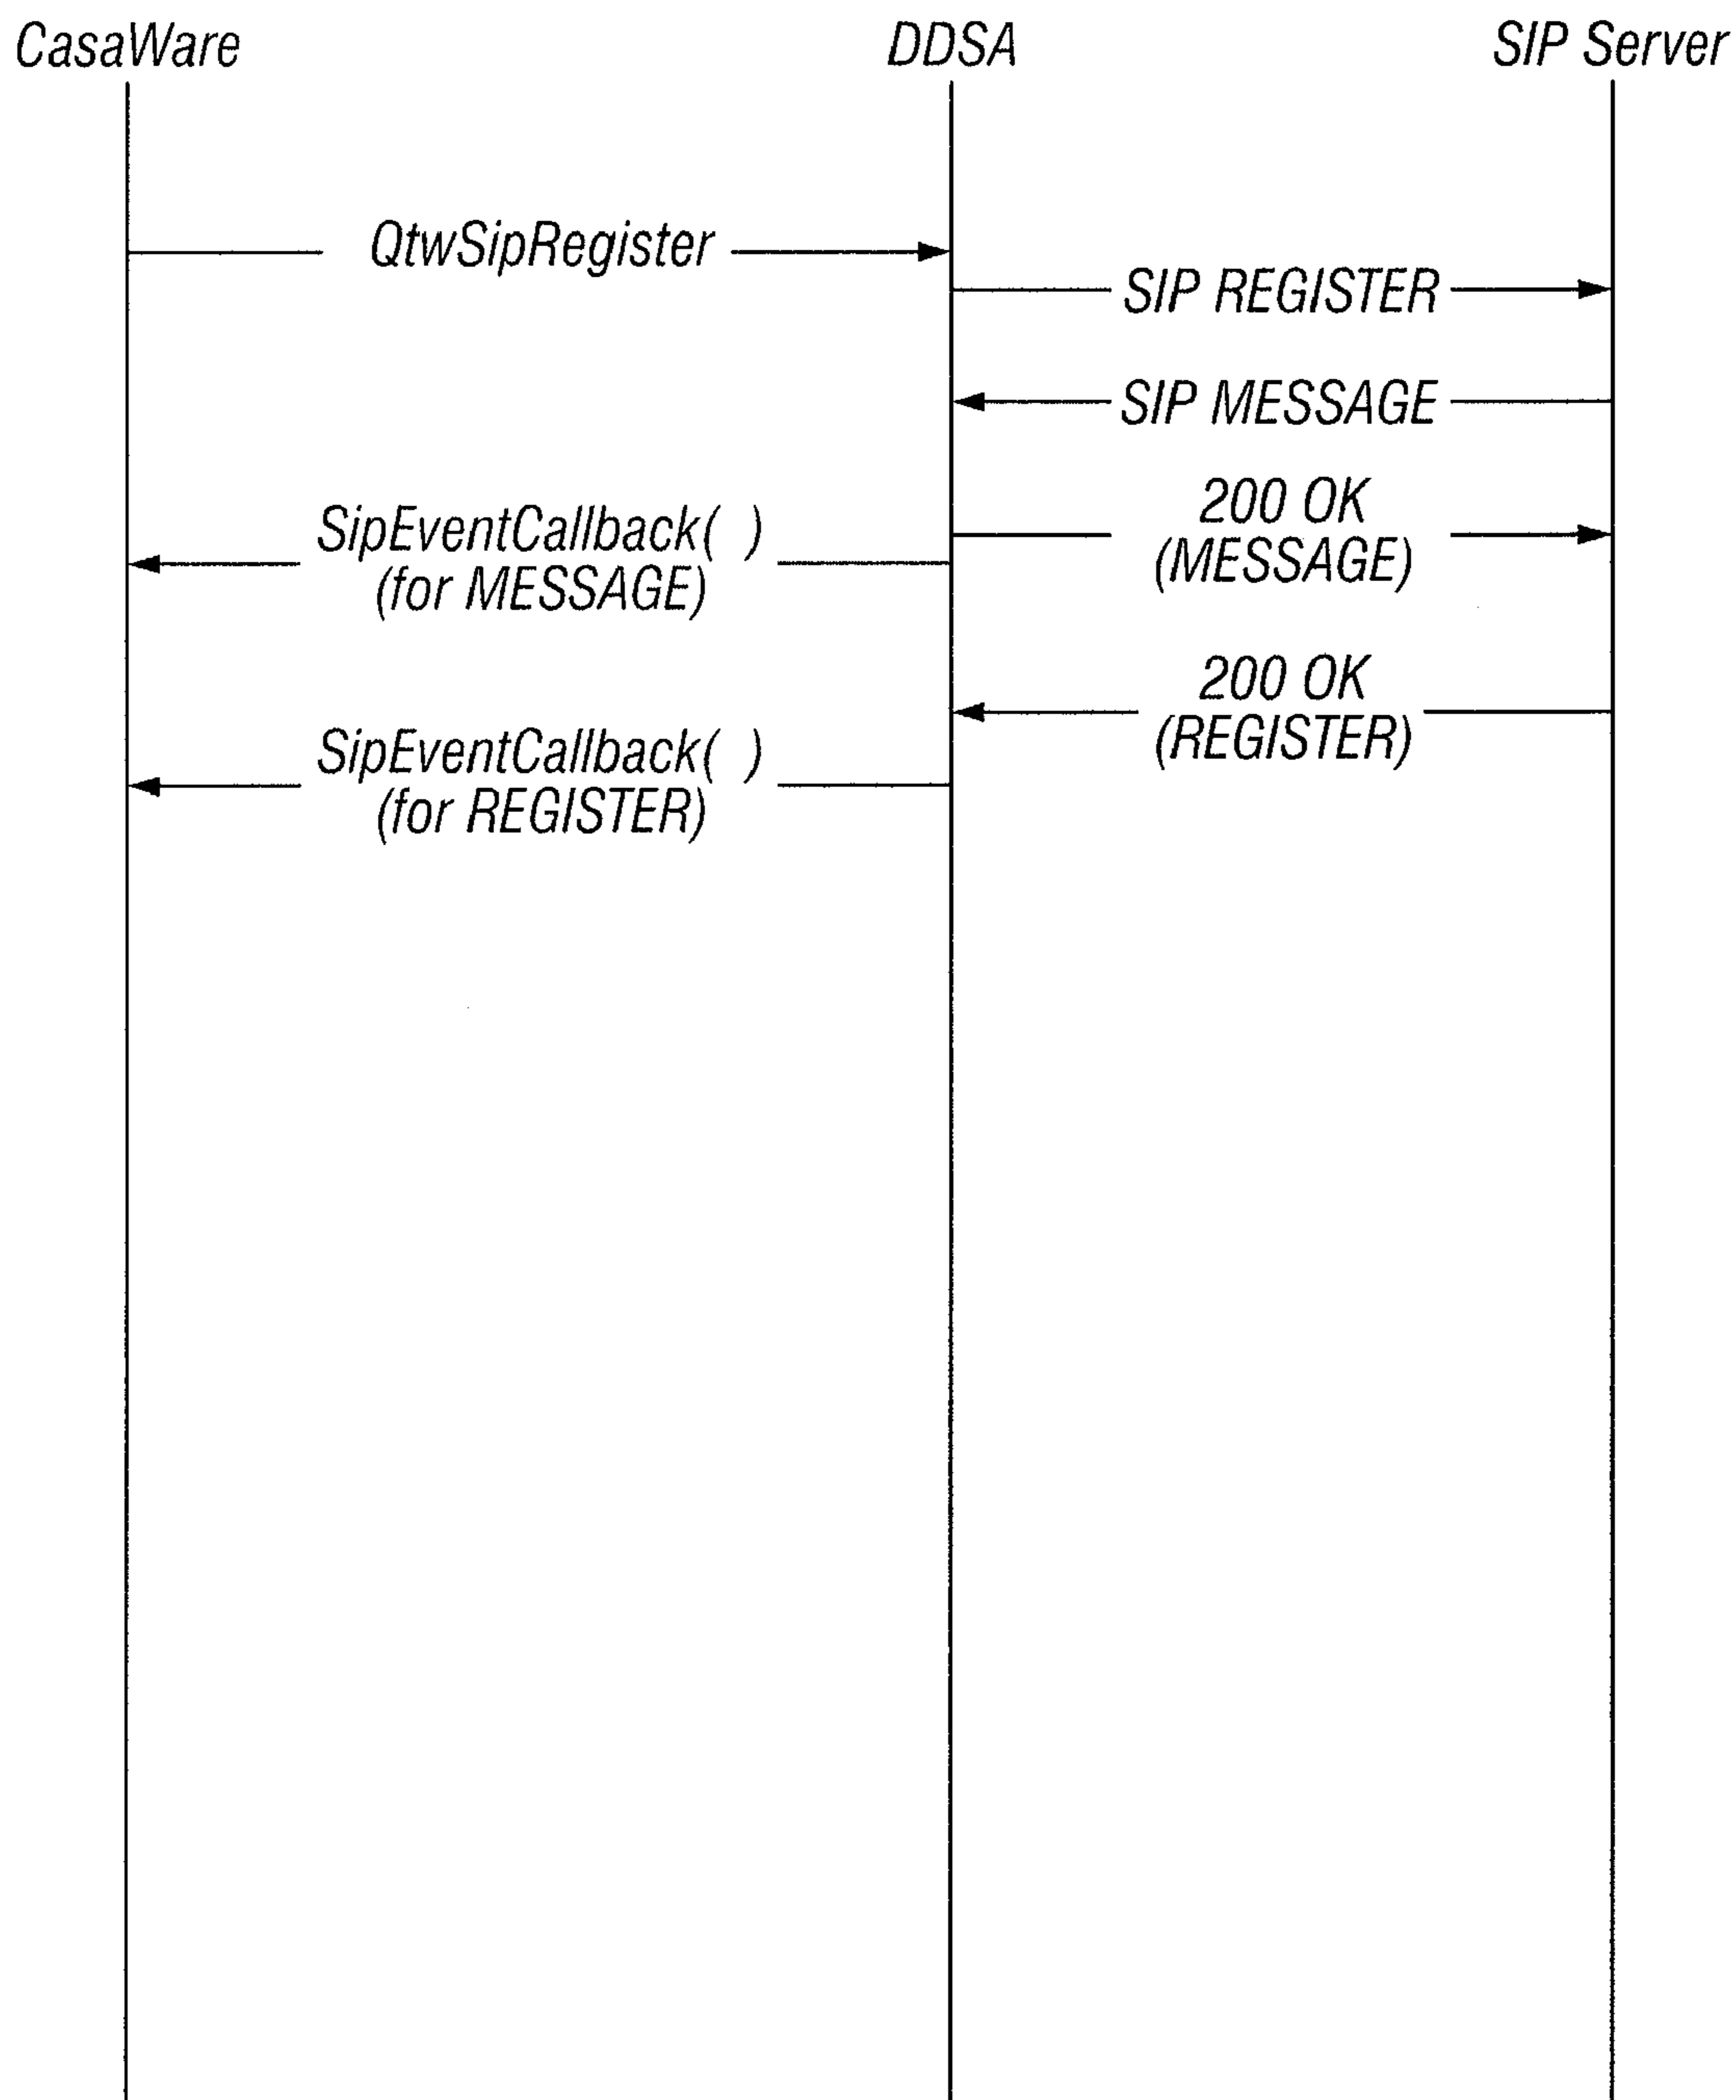 CasaWare
DDSA
SIP Server
QtwSipRegister
SIP REGISTER
SIP MESSAGE
200 OK
(MESSAGE)
SipEventCallback( )
(for MESSAGE)
200 OK
(REGISTER)
SipEventCallback( )
(for REGISTER)